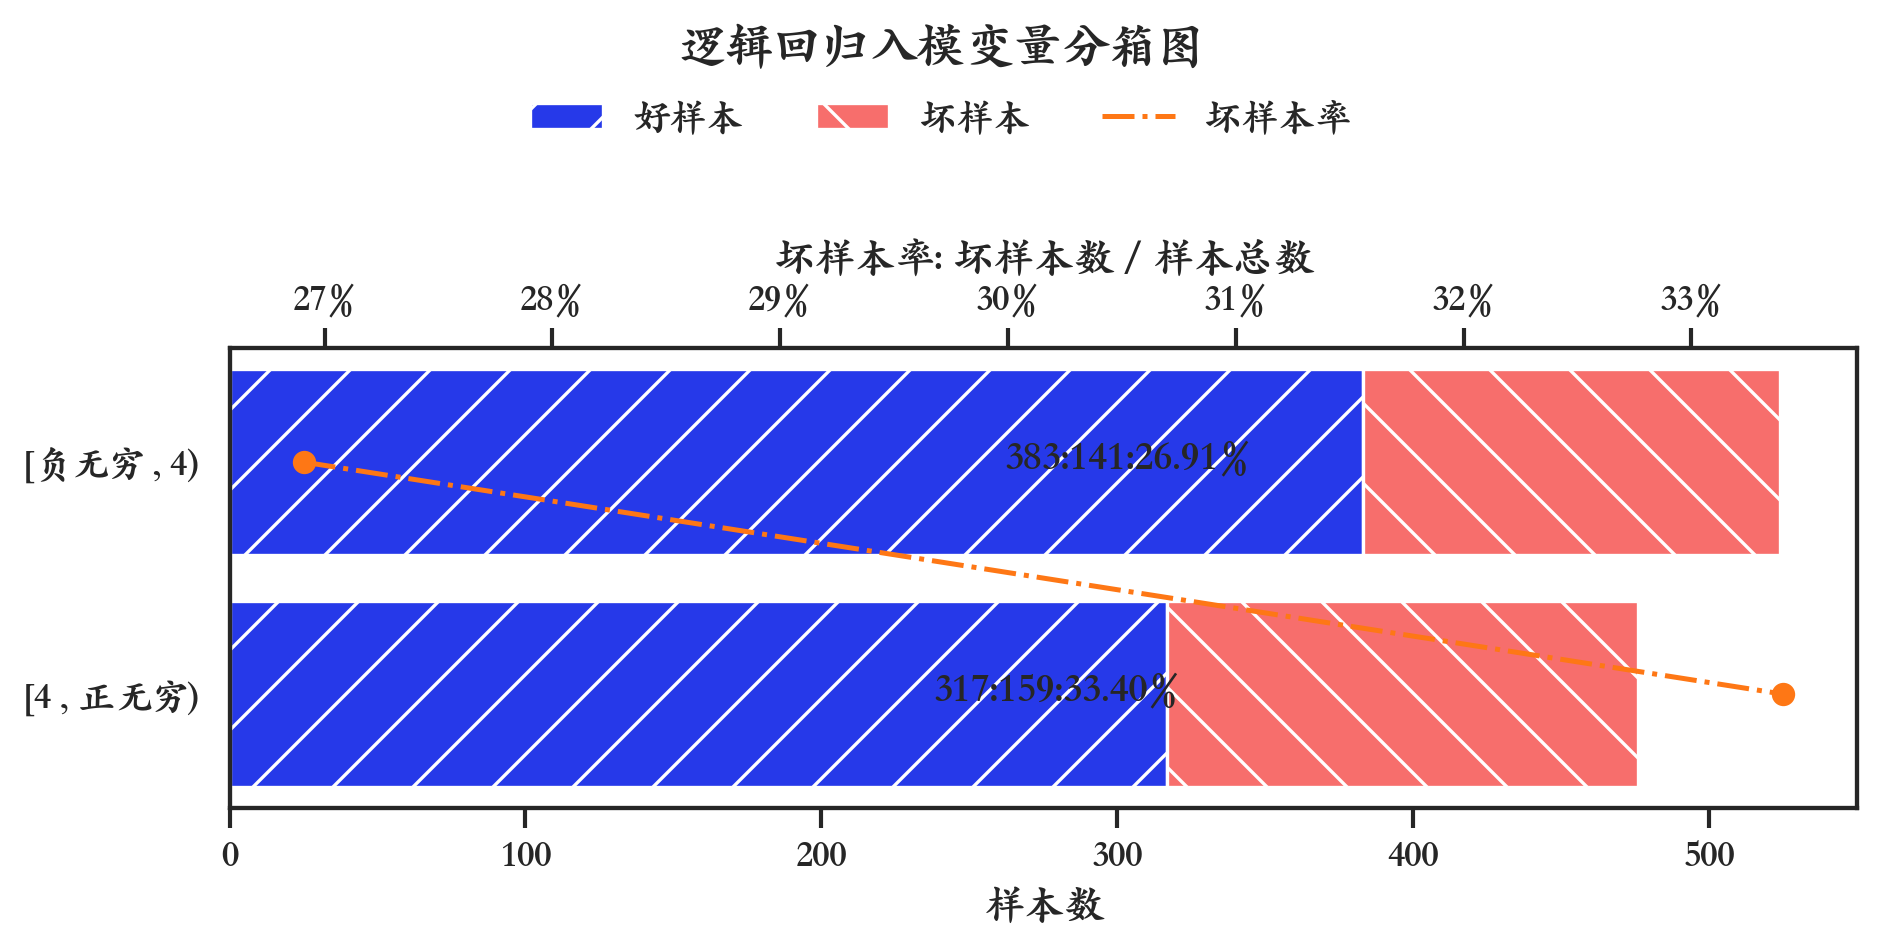 逻辑回归入模变量分箱图
好样本 坏样本 坏样本率
坏样本率: 坏样本数 / 样本总数
27% 28% 29% 30% 31% 32% 33%
[负无穷 , 4)
383:141:26.91%
[4 , 正无穷)
317:159:33.40%
0 100 200 300 400 500
样本数